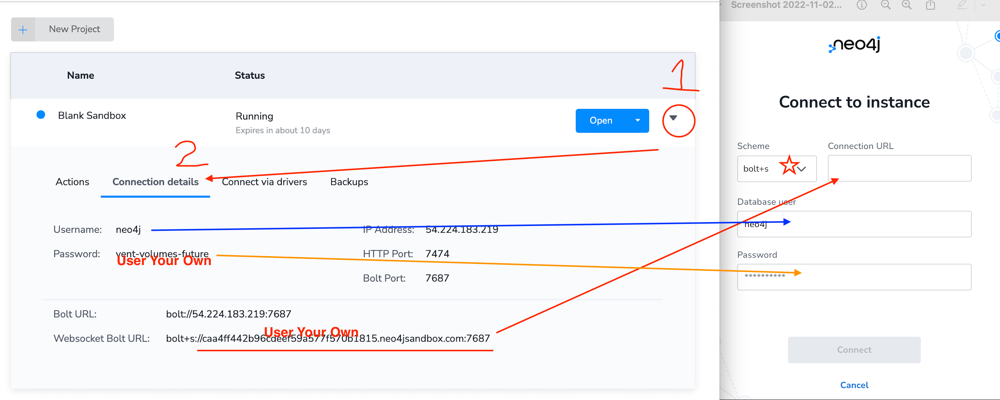 Screenshot 2022-11-02...
+ New Project
Name Status
1
Blank Sandbox
Running
Expires in about 10 days
Open
2
Actions Connection details Connect via drivers Backups
Username: neo4j
IP Address: 54.224.183.219
Password: vent-volumes-future
User Your Own
HTTP Port: 7474
Bolt Port: 7687
Bolt URL: bolt://54.224.183.219:7687
User Your Own
Websocket Bolt URL: bolt+s://caa4ff442b96cdeef59a577f570b1815.neo4jsandbox.com:7687
neo4j
Connect to instance
Scheme Connection URL
bolt+s
Database user
neo4j
Password
**********
Connect
Cancel